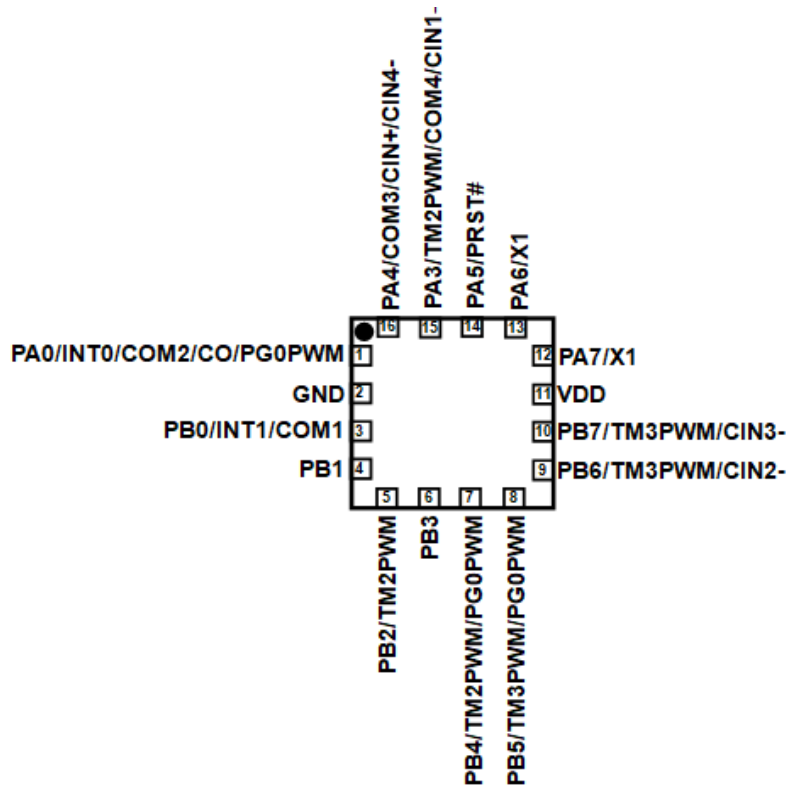 PA4/COM3/CIN+/CIN4-
PA3/TM2PWM/COM4/CIN1-
PA5/PRST#
PA6/X1
16
15
14
13
PA0/INT0/COM2/CO/PG0PWM
1
12
PA7/X1
GND
2
11
VDD
PB0/INT1/COM1
3
10
PB7/TM3PWM/CIN3-
PB1
4
9
PB6/TM3PWM/CIN2-
5
6
7
8
PB2/TM2PWM
PB3
PB4/TM2PWM/PG0PWM
PB5/TM3PWM/PG0PWM